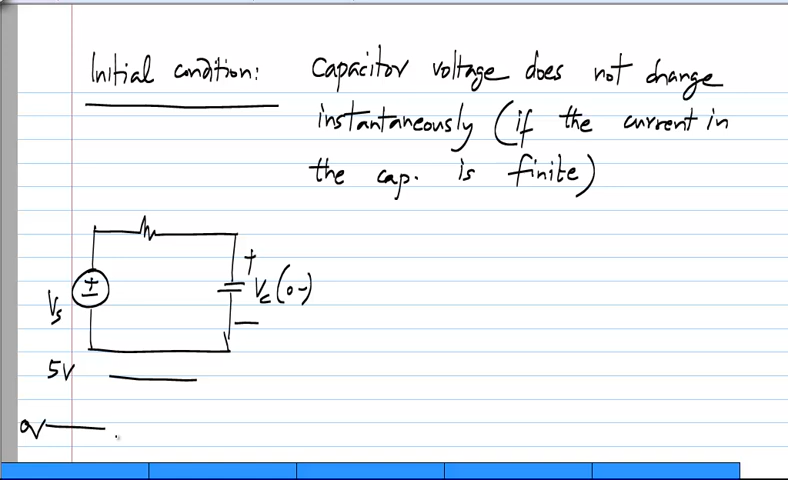 Initial condition: Capacitor voltage does not change
instantaneously (if the current in
the cap. is finite)
+
Vc(0-)
Vs
5V
0V